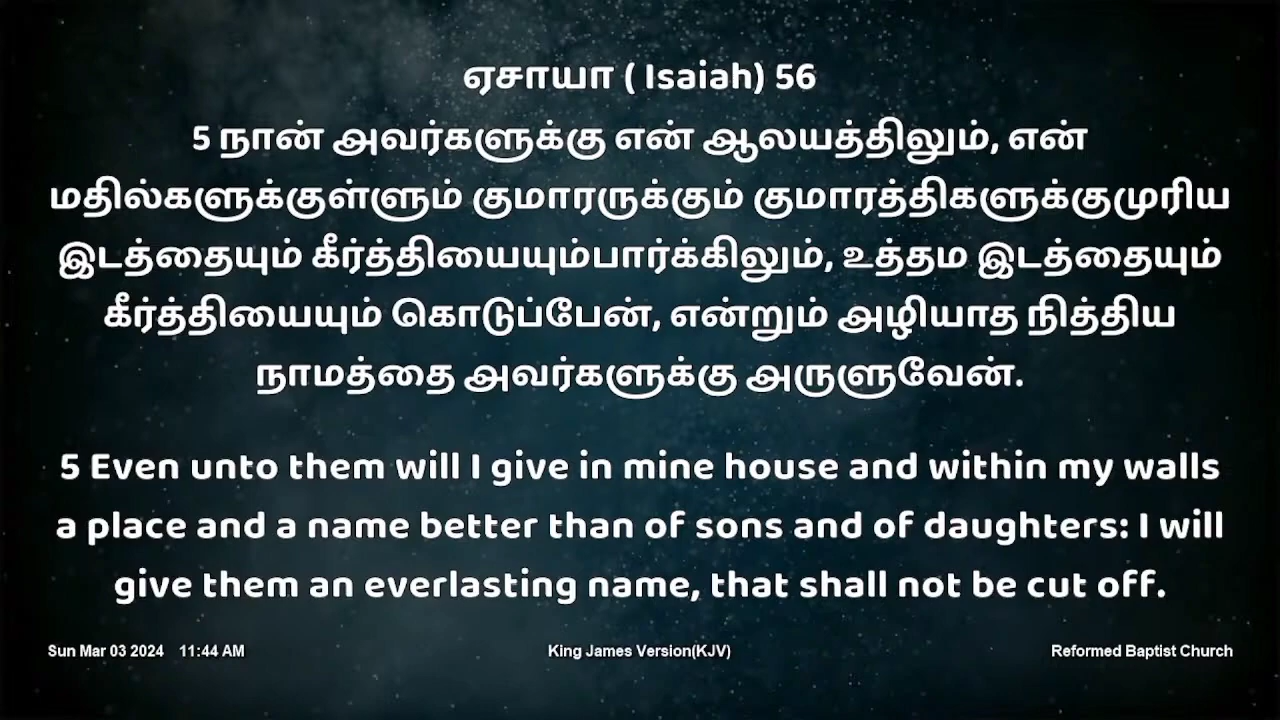 ஏசாயா ( Isaiah) 56
5 நான் அவர்களுக்கு என் ஆலயத்திலும், என்
மதில்களுக்குள்ளும் குமாரருக்கும் குமாரத்திகளுக்குமுரிய
இடத்தையும் கீர்த்தியையும்பார்க்கிலும், உத்தம இடத்தையும்
கீர்த்தியையும் கொடுப்பேன், என்றும் அழியாத நித்திய
நாமத்தை அவர்களுக்கு அருளுவேன்.
5 Even unto them will I give in mine house and within my walls
a place and a name better than of sons and of daughters: I will
give them an everlasting name, that shall not be cut off.
Sun Mar 03 2024 11:44 AM King James Version(KJV) Reformed Baptist Church